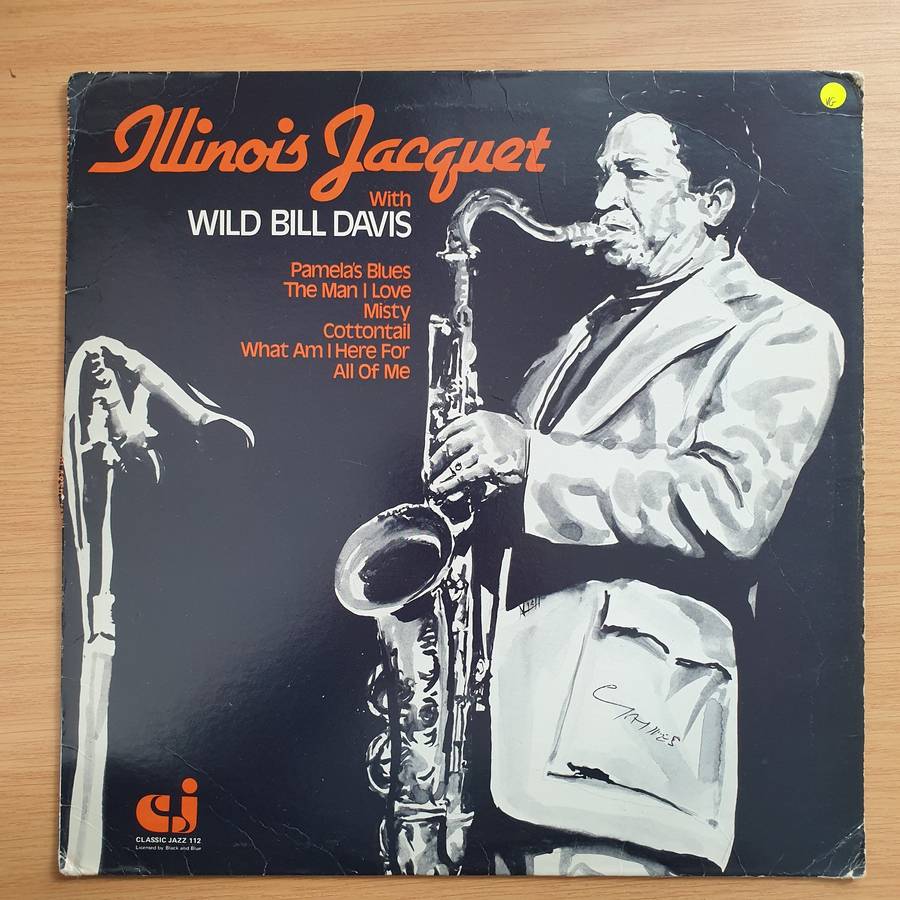 Illinois Jacquet
With
WILD BILL DAVIS
Pamela's Blues
The Man I Love
Misty
Cottontail
What Am I Here For
All Of Me
VG
cj
CLASSIC JAZZ 112
Licensed by Black and Blue